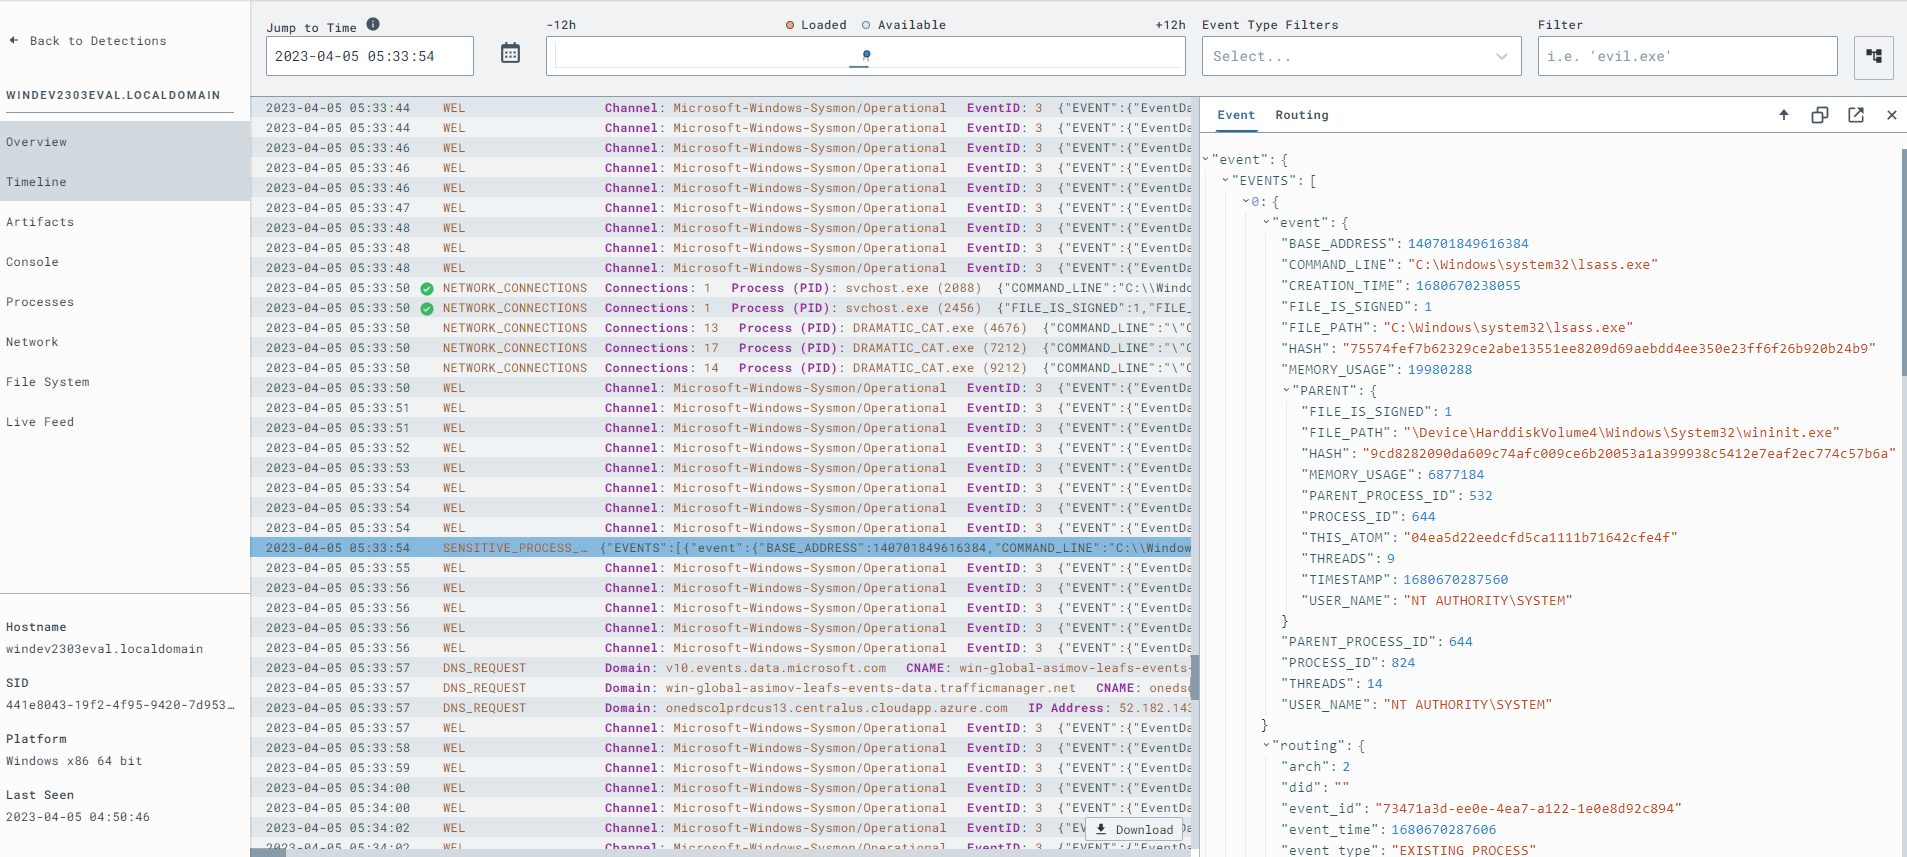 Back to Detections
WINDEV2303EVAL.LOCALDOMAIN
Overview
Timeline
Artifacts
Console
Processes
Network
File System
Live Feed
Hostname
windev2303eval.localdomain
SID
441e8043-19f2-4f95-9420-7d953…
Platform
Windows x86 64 bit
Last Seen
2023-04-05 04:50:46
Jump to Time
2023-04-05 05:33:54
-12h Loaded Available +12h
Event Type Filters
Select...
Filter
i.e. 'evil.exe'
2023-04-05 05:33:44 WEL Channel: Microsoft-Windows-Sysmon/Operational EventID: 3 {"EVENT":{"EventDa
2023-04-05 05:33:44 WEL Channel: Microsoft-Windows-Sysmon/Operational EventID: 3 {"EVENT":{"EventDa
2023-04-05 05:33:46 WEL Channel: Microsoft-Windows-Sysmon/Operational EventID: 3 {"EVENT":{"EventDa
2023-04-05 05:33:46 WEL Channel: Microsoft-Windows-Sysmon/Operational EventID: 3 {"EVENT":{"EventDa
2023-04-05 05:33:46 WEL Channel: Microsoft-Windows-Sysmon/Operational EventID: 3 {"EVENT":{"EventDa
2023-04-05 05:33:47 WEL Channel: Microsoft-Windows-Sysmon/Operational EventID: 3 {"EVENT":{"EventDa
2023-04-05 05:33:48 WEL Channel: Microsoft-Windows-Sysmon/Operational EventID: 3 {"EVENT":{"EventDa
2023-04-05 05:33:48 WEL Channel: Microsoft-Windows-Sysmon/Operational EventID: 3 {"EVENT":{"EventDa
2023-04-05 05:33:48 WEL Channel: Microsoft-Windows-Sysmon/Operational EventID: 3 {"EVENT":{"EventDa
2023-04-05 05:33:50 NETWORK_CONNECTIONS Connections: 1 Process (PID): svchost.exe (2088) {"COMMAND_LINE":"C:\\Windo
2023-04-05 05:33:50 NETWORK_CONNECTIONS Connections: 1 Process (PID): svchost.exe (2456) {"FILE_IS_SIGNED":1,"FILE_
2023-04-05 05:33:50 NETWORK_CONNECTIONS Connections: 13 Process (PID): DRAMATIC_CAT.exe (4676) {"COMMAND_LINE":"\"C
2023-04-05 05:33:50 NETWORK_CONNECTIONS Connections: 17 Process (PID): DRAMATIC_CAT.exe (7212) {"COMMAND_LINE":"\"C
2023-04-05 05:33:50 NETWORK_CONNECTIONS Connections: 14 Process (PID): DRAMATIC_CAT.exe (9212) {"COMMAND_LINE":"\"C
2023-04-05 05:33:50 WEL Channel: Microsoft-Windows-Sysmon/Operational EventID: 3 {"EVENT":{"EventDa
2023-04-05 05:33:51 WEL Channel: Microsoft-Windows-Sysmon/Operational EventID: 3 {"EVENT":{"EventDa
2023-04-05 05:33:51 WEL Channel: Microsoft-Windows-Sysmon/Operational EventID: 3 {"EVENT":{"EventDa
2023-04-05 05:33:52 WEL Channel: Microsoft-Windows-Sysmon/Operational EventID: 3 {"EVENT":{"EventDa
2023-04-05 05:33:53 WEL Channel: Microsoft-Windows-Sysmon/Operational EventID: 3 {"EVENT":{"EventDa
2023-04-05 05:33:54 WEL Channel: Microsoft-Windows-Sysmon/Operational EventID: 3 {"EVENT":{"EventDa
2023-04-05 05:33:54 WEL Channel: Microsoft-Windows-Sysmon/Operational EventID: 3 {"EVENT":{"EventDa
2023-04-05 05:33:54 WEL Channel: Microsoft-Windows-Sysmon/Operational EventID: 3 {"EVENT":{"EventDa
2023-04-05 05:33:54 SENSITIVE_PROCESS_… {"EVENTS":[{"event":{"BASE_ADDRESS":140701849616384,"COMMAND_LINE":"C:\\Window
2023-04-05 05:33:55 WEL Channel: Microsoft-Windows-Sysmon/Operational EventID: 3 {"EVENT":{"EventDa
2023-04-05 05:33:56 WEL Channel: Microsoft-Windows-Sysmon/Operational EventID: 3 {"EVENT":{"EventDa
2023-04-05 05:33:56 WEL Channel: Microsoft-Windows-Sysmon/Operational EventID: 3 {"EVENT":{"EventDa
2023-04-05 05:33:56 WEL Channel: Microsoft-Windows-Sysmon/Operational EventID: 3 {"EVENT":{"EventDa
2023-04-05 05:33:56 WEL Channel: Microsoft-Windows-Sysmon/Operational EventID: 3 {"EVENT":{"EventDa
2023-04-05 05:33:57 DNS_REQUEST Domain: v10.events.data.microsoft.com CNAME: win-global-asimov-leafs-events-
2023-04-05 05:33:57 DNS_REQUEST Domain: win-global-asimov-leafs-events-data.trafficmanager.net CNAME: onedsc
2023-04-05 05:33:57 DNS_REQUEST Domain: onedscolprdcus13.centralus.cloudapp.azure.com IP Address: 52.182.143
2023-04-05 05:33:57 WEL Channel: Microsoft-Windows-Sysmon/Operational EventID: 3 {"EVENT":{"EventDa
2023-04-05 05:33:58 WEL Channel: Microsoft-Windows-Sysmon/Operational EventID: 3 {"EVENT":{"EventDa
2023-04-05 05:33:59 WEL Channel: Microsoft-Windows-Sysmon/Operational EventID: 3 {"EVENT":{"EventDa
2023-04-05 05:34:00 WEL Channel: Microsoft-Windows-Sysmon/Operational EventID: 3 {"EVENT":{"EventDa
2023-04-05 05:34:00 WEL Channel: Microsoft-Windows-Sysmon/Operational EventID: 3 {"EVENT":{"EventDa
2023-04-05 05:34:02 WEL Channel: Microsoft-Windows-Sysmon/Operational EventID: 3 {"EV
Download
2023-04-05 05:34:02 WEL Channel: Microsoft-Windows-Sysmon/Operational EventID: 3 {"EVENT":{"EventDa
Event Routing
"event": {
"EVENTS": [
0: {
"event": {
"BASE_ADDRESS": 140701849616384
"COMMAND_LINE": "C:\Windows\system32\lsass.exe"
"CREATION_TIME": 1680670238055
"FILE_IS_SIGNED": 1
"FILE_PATH": "C:\Windows\system32\lsass.exe"
"HASH": "75574fef7b62329ce2abe13551ee8209d69aebdd4ee350e23ff6f26b920b24b9"
"MEMORY_USAGE": 19980288
"PARENT": {
"FILE_IS_SIGNED": 1
"FILE_PATH": "\Device\HarddiskVolume4\Windows\System32\wininit.exe"
"HASH": "9cd8282090da609c74afc009ce6b20053a1a399938c5412e7eaf2ec774c57b6a"
"MEMORY_USAGE": 6877184
"PARENT_PROCESS_ID": 532
"PROCESS_ID": 644
"THIS_ATOM": "04ea5d22eedcfd5ca1111b71642cfe4f"
"THREADS": 9
"TIMESTAMP": 1680670287560
"USER_NAME": "NT AUTHORITY\SYSTEM"
}
"PARENT_PROCESS_ID": 644
"PROCESS_ID": 824
"THREADS": 14
"USER_NAME": "NT AUTHORITY\SYSTEM"
}
"routing": {
"arch": 2
"did": ""
"event_id": "73471a3d-ee0e-4ea7-a122-1e0e8d92c894"
"event_time": 1680670287606
"event_type": "EXISTING_PROCESS"